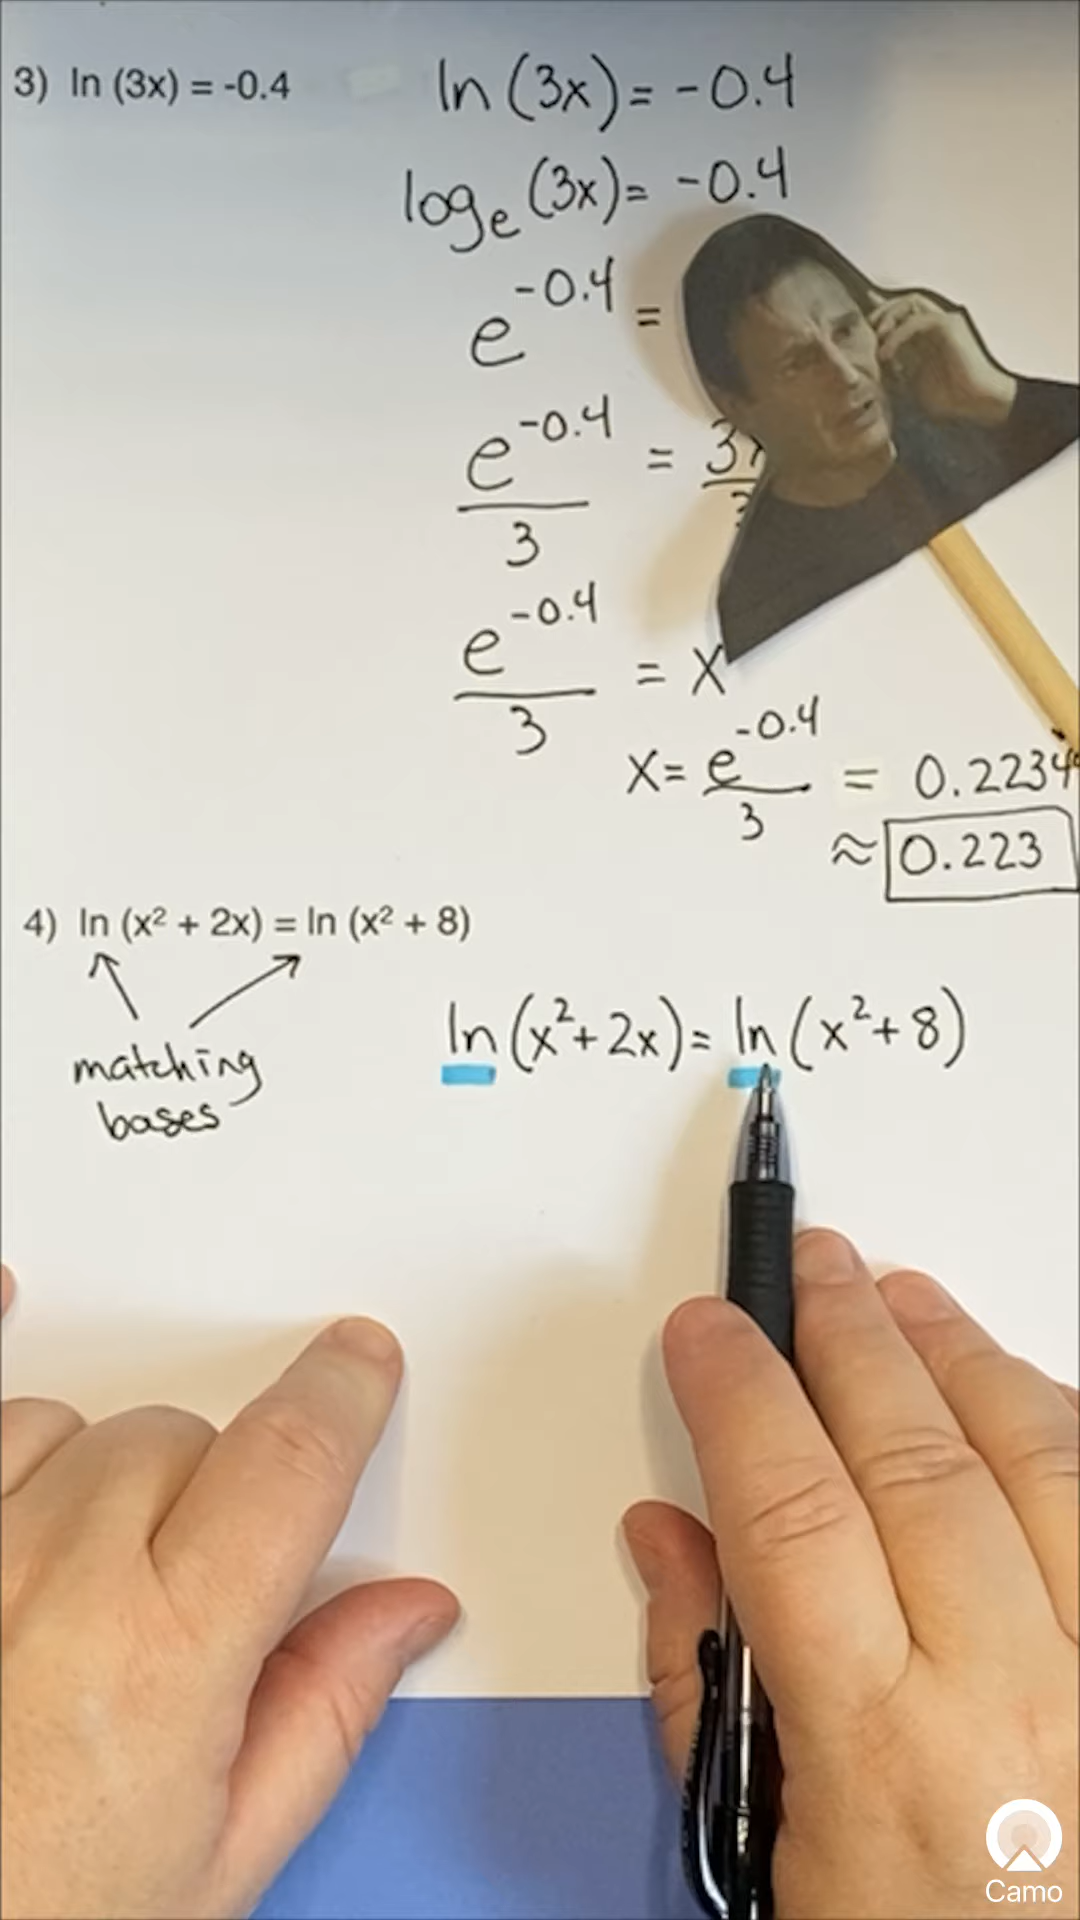 3) ln (3x) = -0.4
ln (3x) = -0.4
logₑ (3x) = -0.4
e^-0.4 =
e^-0.4 / 3 = 3
e^-0.4 / 3 = x
x = e^-0.4 / 3 = 0.2234
≈ 0.223
4) ln (x² + 2x) = ln (x² + 8)
matching
bases
ln (x² + 2x) = ln (x² + 8)
Camo